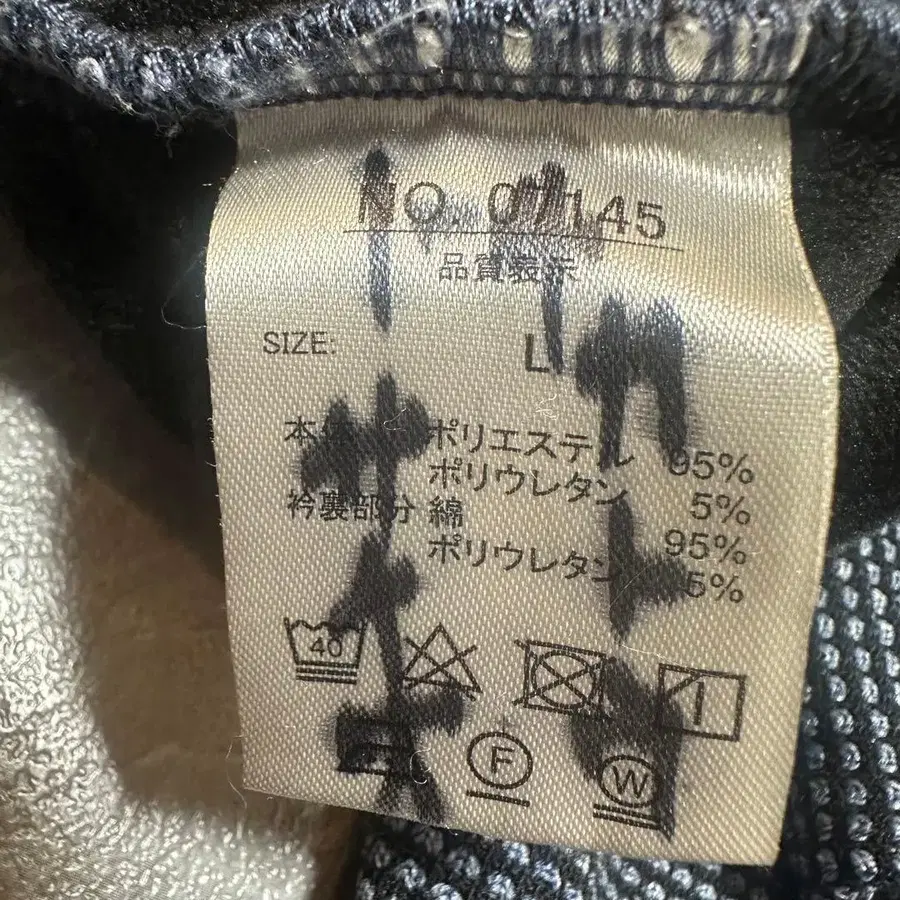 NO. 07145
品質表示
SIZE: L
本 ポリエステル 95%
ポリウレタン 5%
衿裏部分 綿 95%
ポリウレタン 5%
40
F W